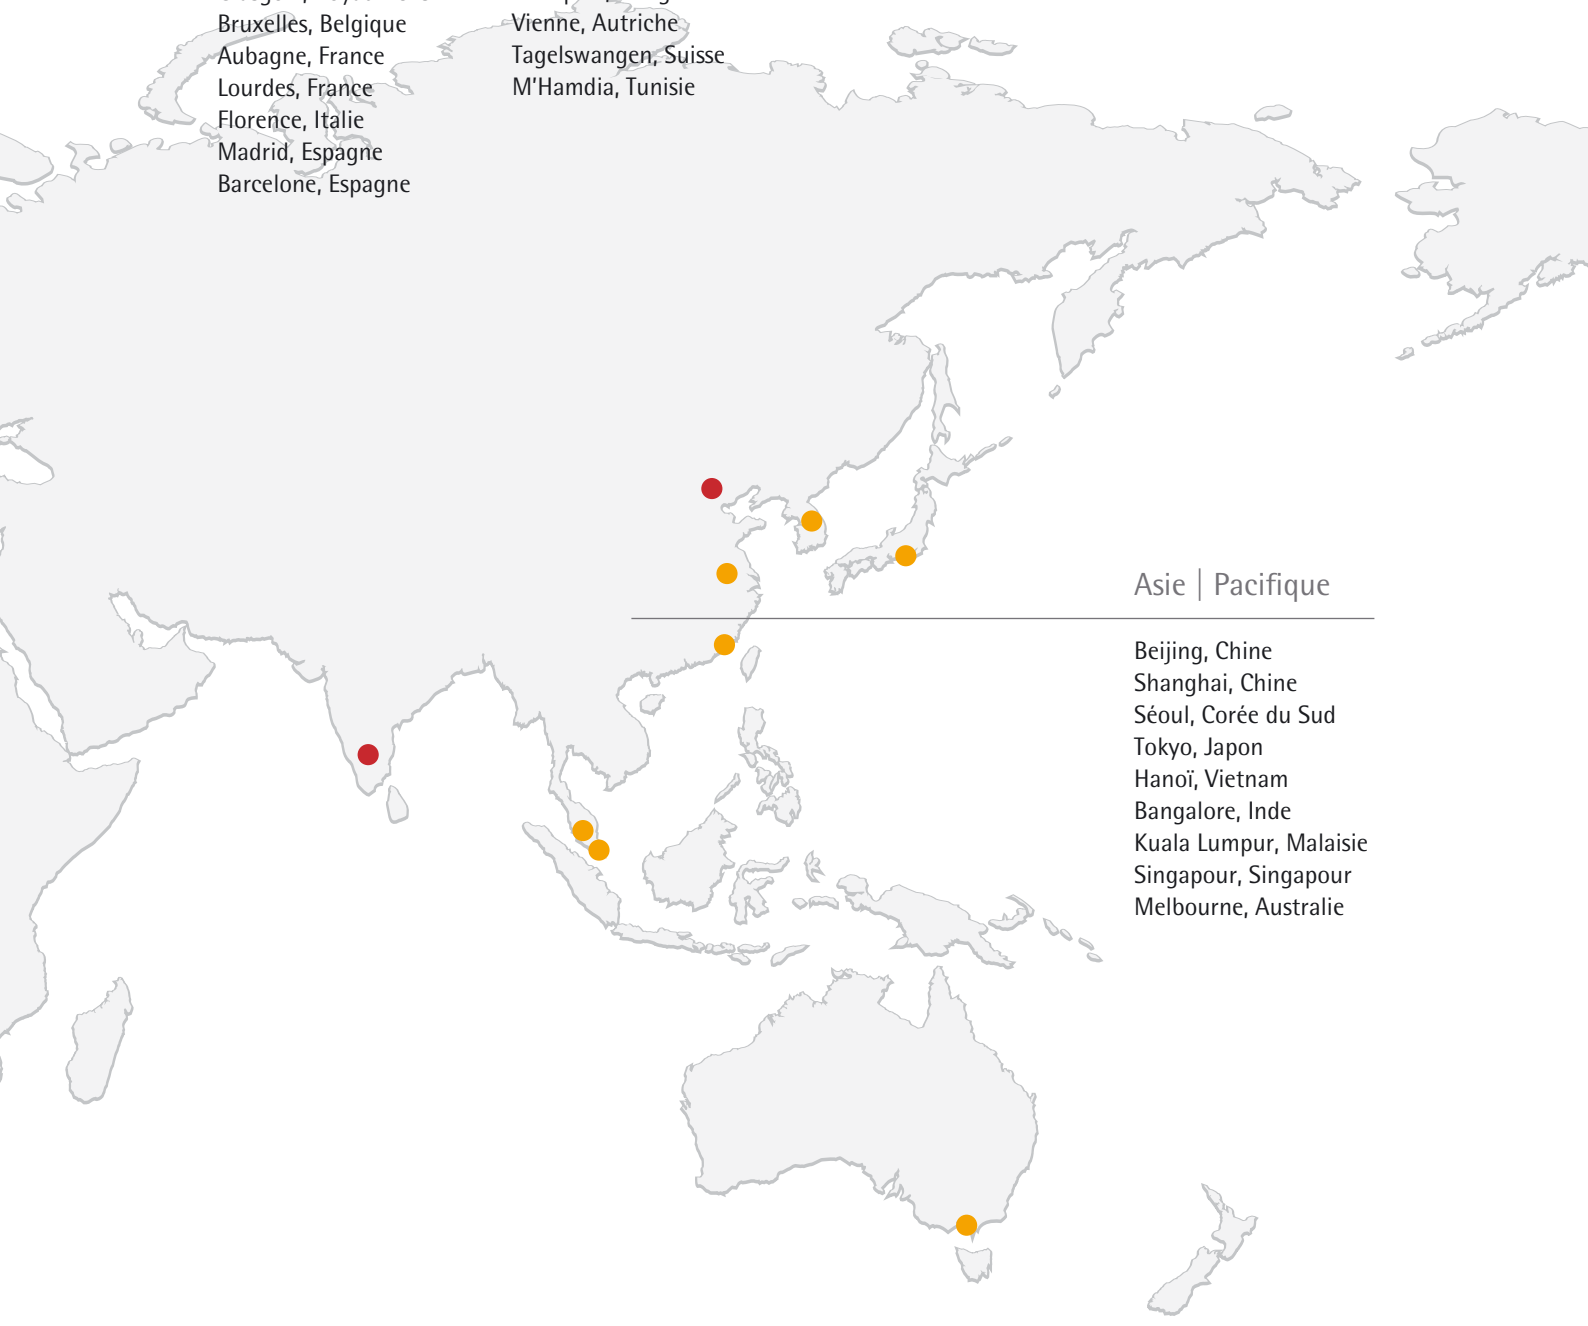 Bruxelles, Belgique
Aubagne, France
Lourdes, France
Florence, Italie
Madrid, Espagne
Barcelone, Espagne
Vienne, Autriche
Tagelswangen, Suisse
M'Hamdia, Tunisie
Asie | Pacifique
Beijing, Chine
Shanghai, Chine
Séoul, Corée du Sud
Tokyo, Japon
Hanoï, Vietnam
Bangalore, Inde
Kuala Lumpur, Malaisie
Singapour, Singapour
Melbourne, Australie